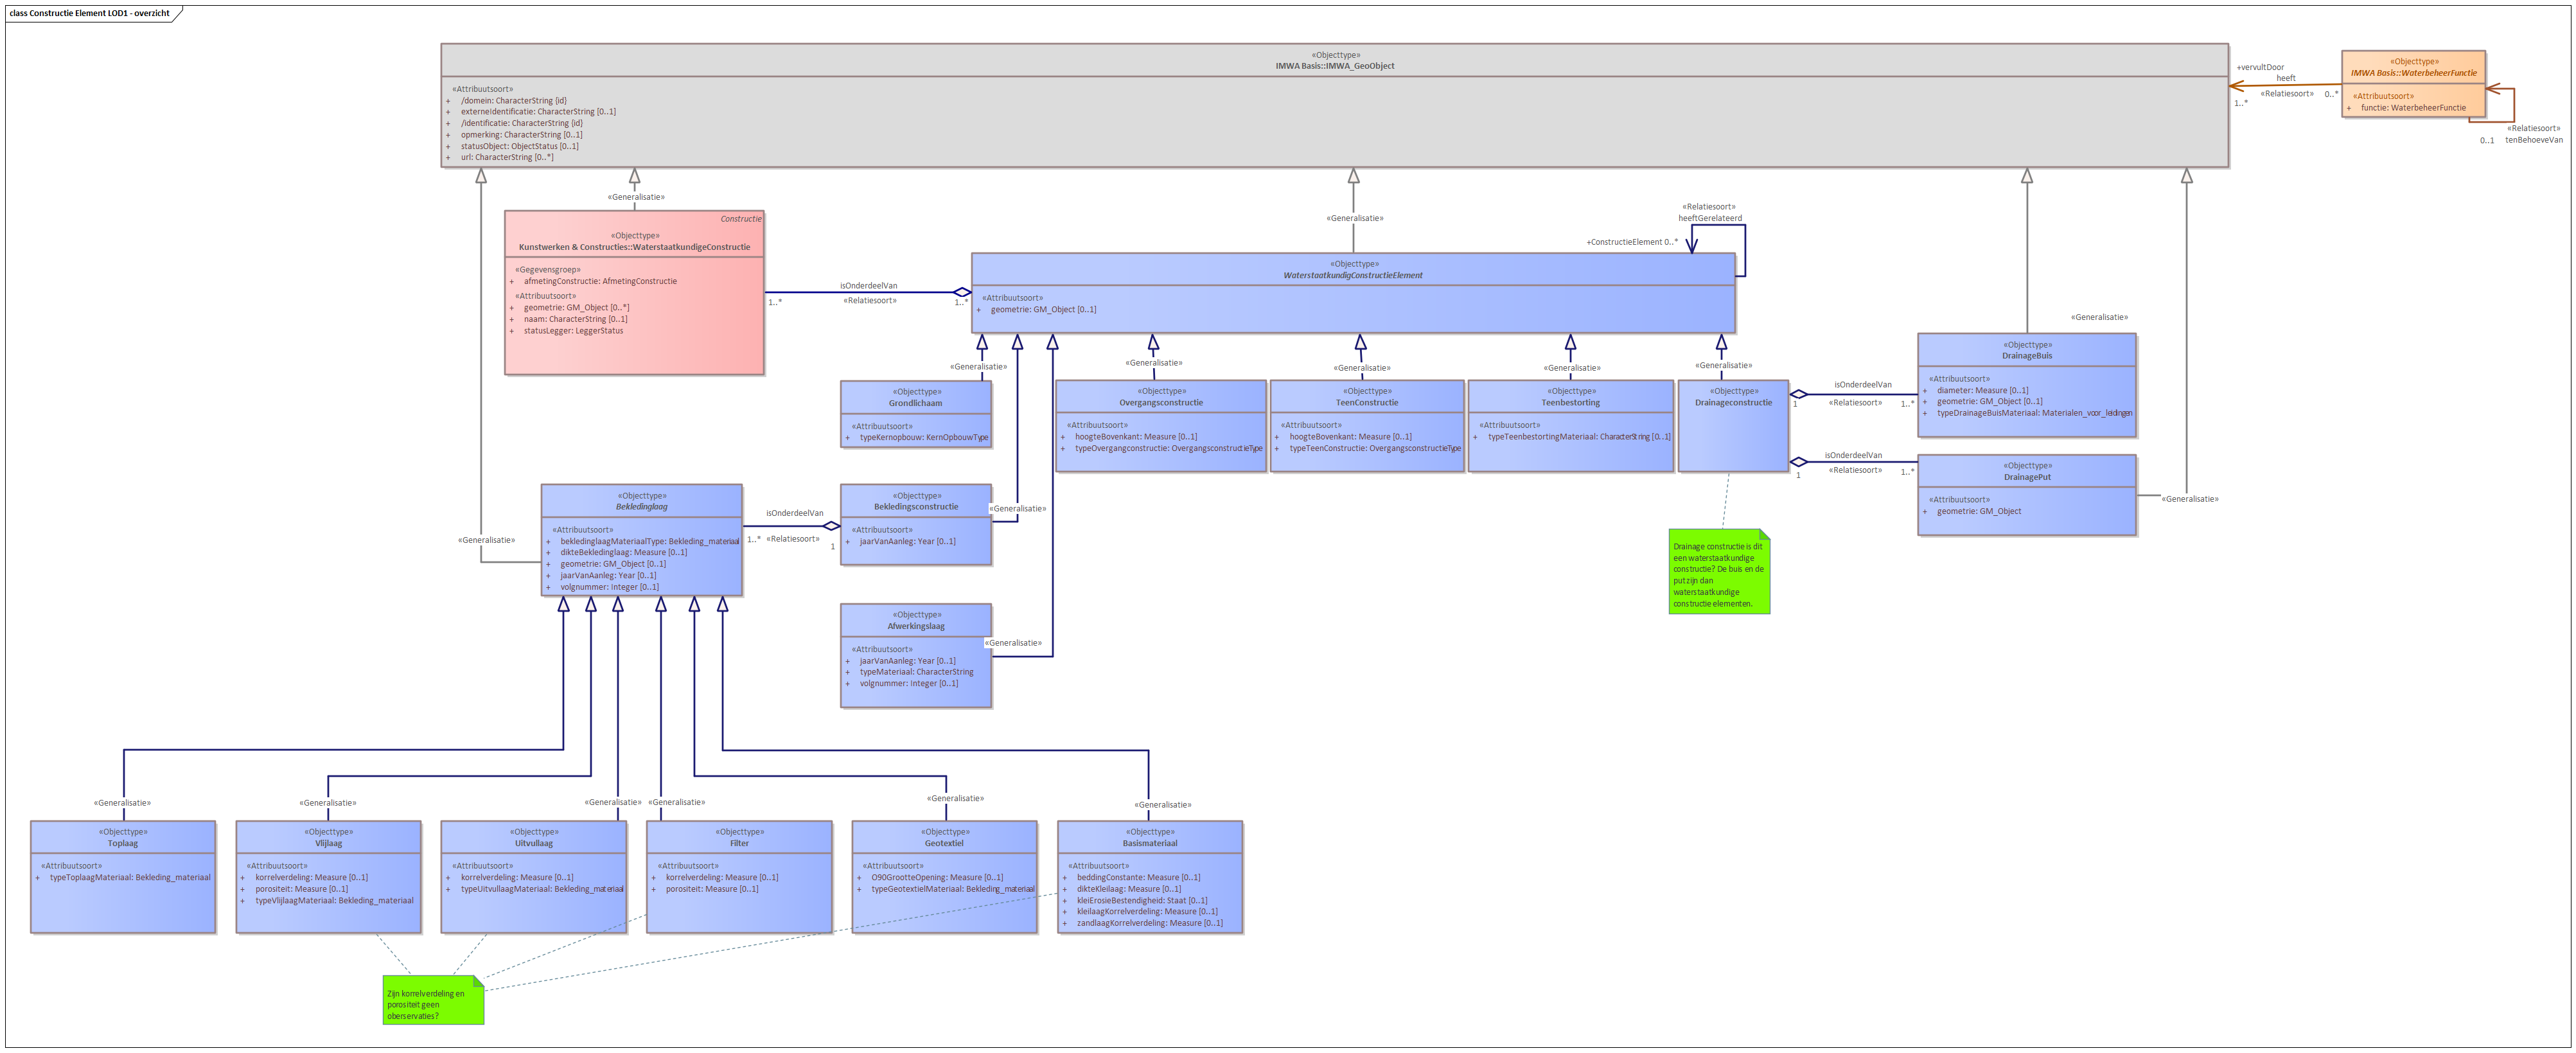 class Constructie Element LOD1 - overzicht
«Objecttype»
IMWA Basis::IMWA_GeoObject
«Attribuutsoort»
+ /domein: CharacterString {id}
+ externeIdentificatie: CharacterString [0..1]
+ /identificatie: CharacterString {id}
+ opmerking: CharacterString [0..1]
+ statusObject: ObjectStatus [0..1]
+ url: CharacterString [0..*]
«Objecttype»
IMWA Basis::WaterbeheerFunctie
«Attribuutsoort»
+ functie: WaterbeheerFunctie
+vervultDoor
heeft
«Relatiesoort»
0..*
1..*
«Relatiesoort»
0..1
tenBehoeveVan
«Generalisatie»
«Generalisatie»
Constructie
«Objecttype»
Kunstwerken & Constructies::WaterstaatkundigeConstructie
«Gegevensgroep»
+ afmetingConstructie: AfmetingConstructie
«Attribuutsoort»
+ geometrie: GM_Object [0..*]
+ naam: CharacterString [0..1]
+ statusLegger: LeggerStatus
isOnderdeelVan
«Relatiesoort»
1..*
1..*
«Relatiesoort»
heeftGerelateerd
+ConstructieElement 0..*
«Objecttype»
WaterstaatkundigConstructieElement
«Attribuutsoort»
+ geometrie: GM_Object [0..1]
«Generalisatie»
«Generalisatie»
«Generalisatie»
«Generalisatie»
«Generalisatie»
«Generalisatie»
«Objecttype»
Grondlichaam
«Attribuutsoort»
+ typeKernopbouw: KernOpbouwType
«Objecttype»
Overgangsconstructie
«Attribuutsoort»
+ hoogteBovenkant: Measure [0..1]
+ typeOvergangconstructie: OvergangsconstructieType
«Objecttype»
TeenConstructie
«Attribuutsoort»
+ hoogteBovenkant: Measure [0..1]
+ typeTeenConstructie: OvergangsconstructieType
«Objecttype»
Teenbestorting
«Attribuutsoort»
+ typeTeenbestortingMateriaal: CharacterString [0..1]
«Objecttype»
Drainageconstructie
isOnderdeelVan
«Relatiesoort»
1
1..*
«Objecttype»
DrainageBuis
«Attribuutsoort»
+ diameter: Measure [0..1]
+ geometrie: GM_Object [0..1]
+ typeDrainageBuisMateriaal: Materialen_voor_leidingen
isOnderdeelVan
«Relatiesoort»
1
1..*
«Objecttype»
DrainagePut
«Attribuutsoort»
+ geometrie: GM_Object
«Generalisatie»
Drainage constructie is dit
een waterstaatkundige
constructie? De buis en de
put zijn dan
waterstaatkundige
constructie elementen.
«Generalisatie»
«Objecttype»
Bekledinglaag
«Attribuutsoort»
+ bekledinglaagMateriaalType: Bekleding_materiaal
+ dikteBekledinglaag: Measure [0..1]
+ geometrie: GM_Object [0..1]
+ jaarVanAanleg: Year [0..1]
+ volgnummer: Integer [0..1]
isOnderdeelVan
«Relatiesoort»
1..*
1
«Objecttype»
Bekledingsconstructie
«Attribuutsoort»
+ jaarVanAanleg: Year [0..1]
«Generalisatie»
«Objecttype»
Afwerkingslaag
«Attribuutsoort»
+ jaarVanAanleg: Year [0..1]
+ typeMateriaal: CharacterString
+ volgnummer: Integer [0..1]
«Generalisatie»
«Generalisatie»
«Generalisatie»
«Generalisatie»
«Generalisatie»
«Generalisatie»
«Generalisatie»
«Objecttype»
Toplaag
«Attribuutsoort»
+ typeToplaagMateriaal: Bekleding_materiaal
«Objecttype»
Vlijlaag
«Attribuutsoort»
+ korrelverdeling: Measure [0..1]
+ porositeit: Measure [0..1]
+ typeVlijlaagMateriaal: Bekleding_materiaal
«Objecttype»
Uitvullaag
«Attribuutsoort»
+ korrelverdeling: Measure [0..1]
+ typeUitvullaagMateriaal: Bekleding_materiaal
«Objecttype»
Filter
«Attribuutsoort»
+ korrelverdeling: Measure [0..1]
+ porositeit: Measure [0..1]
«Objecttype»
Geotextiel
«Attribuutsoort»
+ O90GrootteOpening: Measure [0..1]
+ typeGeotextielMateriaal: Bekleding_materiaal
«Objecttype»
Basismateriaal
«Attribuutsoort»
+ beddingConstante: Measure [0..1]
+ dikteKleilaag: Measure [0..1]
+ kleiErosieBestendigheid: Staat [0..1]
+ kleilaagKorrelverdeling: Measure [0..1]
+ zandlaagKorrelverdeling: Measure [0..1]
Zijn korrelverdeling en
porositeit geen
oberservaties?